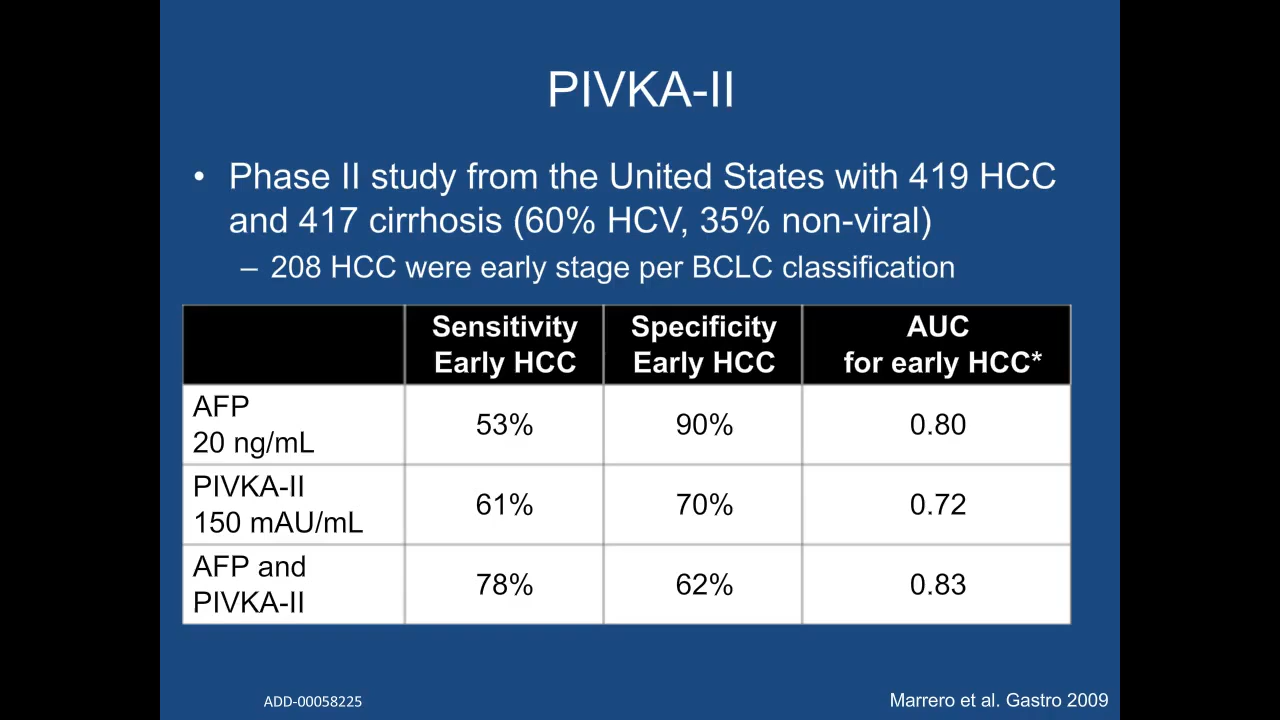 PIVKA-II
• Phase II study from the United States with 419 HCC
and 417 cirrhosis (60% HCV, 35% non-viral)
– 208 HCC were early stage per BCLC classification
Sensitivity Early HCC Specificity Early HCC AUC for early HCC*
AFP 20 ng/mL 53% 90% 0.80
PIVKA-II 150 mAU/mL 61% 70% 0.72
AFP and PIVKA-II 78% 62% 0.83
ADD-00058225
Marrero et al. Gastro 2009